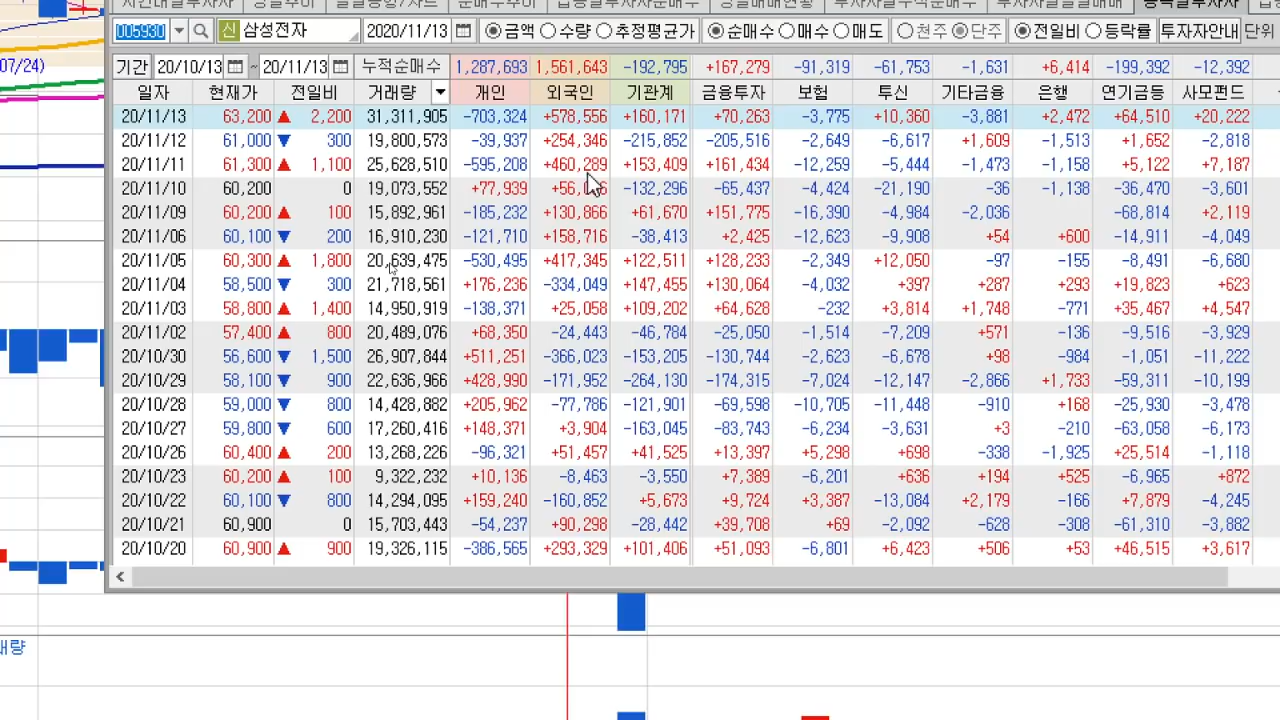 005930 신 삼성전자 2020/11/13 금액 수량 추정평균가 순매수 매수 매도 천주 단주 전일비 등락률 투자자안내 단위
07/24)
기간 20/10/13 ~ 20/11/13 누적순매수 1,287,693 1,561,643 -192,795 +167,279 -91,319 -61,753 -1,631 +6,414 -199,392 -12,392
일자 현재가 전일비 거래량 개인 외국인 기관계 금융투자 보험 투신 기타금융 은행 연기금등 사모펀드
20/11/13 63,200 ▲ 2,200 31,311,905 -703,324 +578,556 +160,171 +70,263 -3,775 +10,360 -3,881 +2,472 +64,510 +20,222
20/11/12 61,000 ▼ 300 19,800,573 -39,937 +254,346 -215,852 -205,516 -2,649 -6,617 +1,609 -1,513 +1,652 -2,818
20/11/11 61,300 ▲ 1,100 25,628,510 -595,208 +460,289 +153,409 +161,434 -12,259 -5,444 -1,473 -1,158 +5,122 +7,187
20/11/10 60,200 0 19,073,552 +77,939 -132,296 -65,437 -4,424 -21,190 -36 -1,138 -36,470 -3,601
20/11/09 60,200 ▲ 100 15,892,961 -185,232 +130,866 +61,670 +151,775 -16,390 -4,984 -2,036 -68,814 +2,119
20/11/06 60,100 ▼ 200 16,910,230 -121,710 +158,716 -38,413 +2,425 -12,623 -9,908 +54 +600 -14,911 -4,049
20/11/05 60,300 ▲ 1,800 20,639,475 -530,495 +417,345 +122,511 +128,233 -2,349 +12,050 -97 -155 -8,491 -6,680
20/11/04 58,500 ▼ 300 21,718,561 +176,236 -334,049 +147,455 +130,064 -4,032 +397 +287 +293 +19,823 +623
20/11/03 58,800 ▲ 1,400 14,950,919 -138,371 +25,058 +109,202 +64,628 -232 +3,814 +1,748 -771 +35,467 +4,547
20/11/02 57,400 ▲ 800 20,489,076 +68,350 -24,443 -46,784 -25,050 -1,514 -7,209 +571 -136 -9,516 -3,929
20/10/30 56,600 ▼ 1,500 26,907,844 +511,251 -366,023 -153,205 -130,744 -2,623 -6,678 +98 -984 -1,051 -11,222
20/10/29 58,100 ▼ 900 22,636,966 +428,990 -171,952 -264,130 -174,315 -7,024 -12,147 -2,866 +1,733 -59,311 -10,199
20/10/28 59,000 ▼ 800 14,428,882 +205,962 -77,786 -121,901 -69,598 -10,705 -11,448 -910 +168 -25,930 -3,478
20/10/27 59,800 ▼ 600 17,260,416 +148,371 +3,904 -163,045 -83,743 -6,234 -3,631 +3 -210 -63,058 -6,173
20/10/26 60,400 ▲ 200 13,268,226 -96,321 +51,457 +41,525 +13,397 +5,298 +698 -338 -1,925 +25,514 -1,118
20/10/23 60,200 ▲ 100 9,322,232 +10,136 -8,463 -3,550 +7,389 -6,201 +636 +194 +525 -6,965 +872
20/10/22 60,100 ▼ 800 14,294,095 +159,240 -160,852 +5,673 +9,724 +3,387 -13,084 +2,179 -166 +7,879 -4,245
20/10/21 60,900 0 15,703,443 -54,237 +90,298 -28,442 +39,708 +69 -2,092 -628 -308 -61,310 -3,882
20/10/20 60,900 ▲ 900 19,326,115 -386,565 +293,329 +101,406 +51,093 -6,801 +6,423 +506 +53 +46,515 +3,617